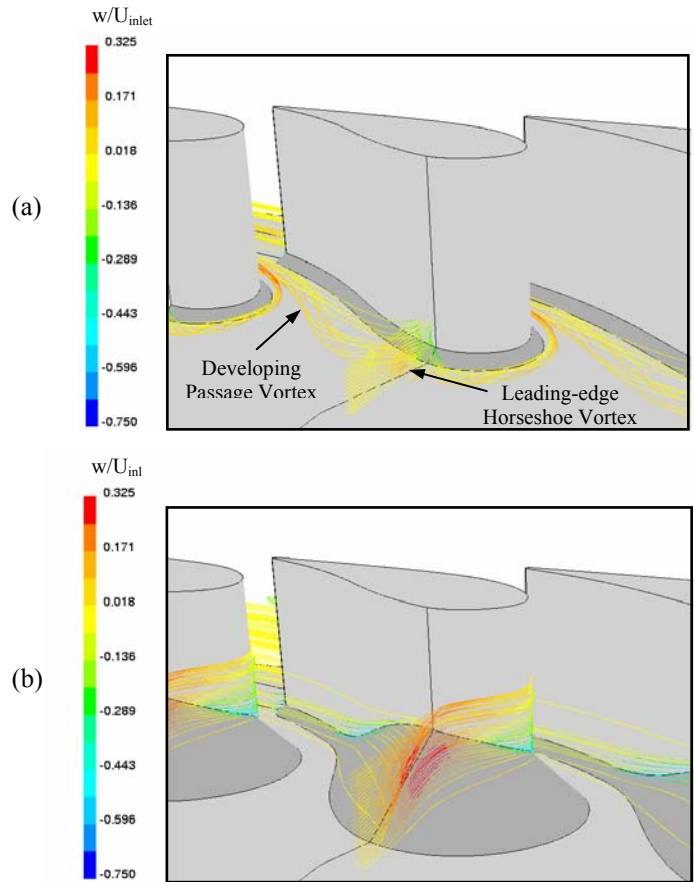 w/Uinlet
0.325
0.171
0.018
-0.136
-0.289
-0.443
-0.596
-0.750
(a)
Developing
Passage Vortex
Leading-edge
Horseshoe Vortex
w/Uinl
0.325
0.171
0.018
-0.136
-0.289
-0.443
-0.596
-0.750
(b)